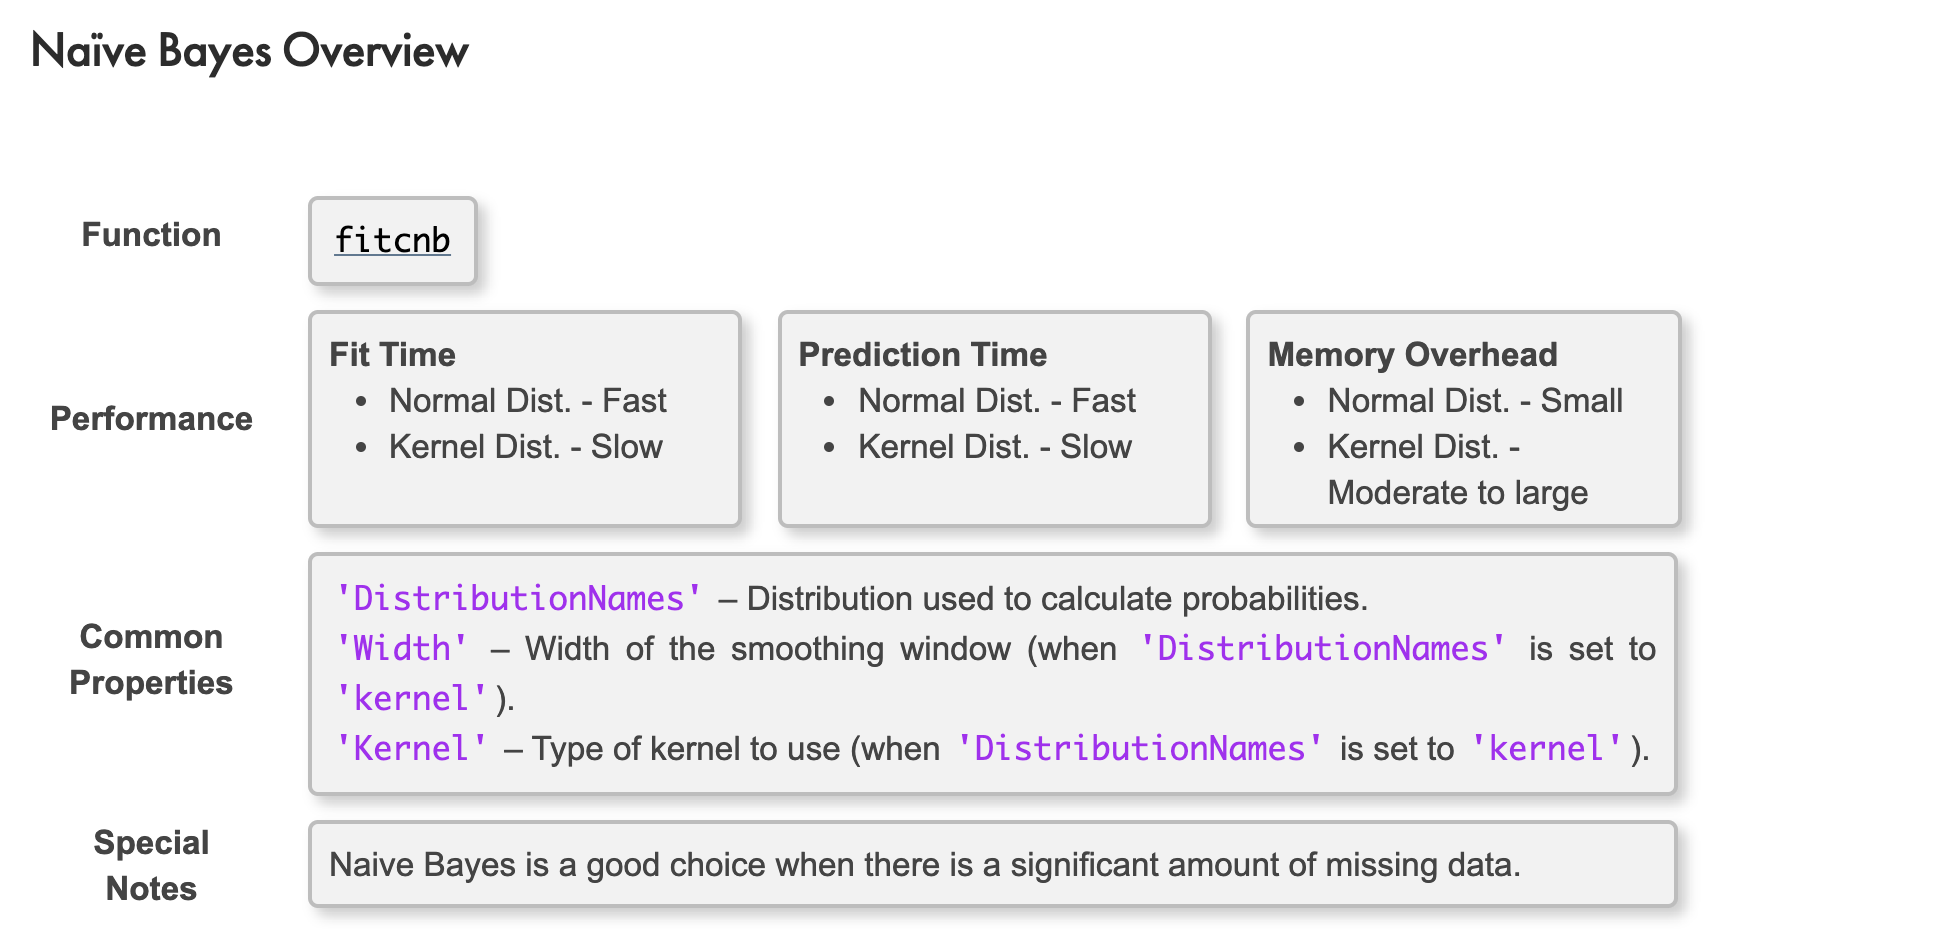 Naïve Bayes Overview
Function
fitcnb
Performance
Fit Time
• Normal Dist. - Fast
• Kernel Dist. - Slow
Prediction Time
• Normal Dist. - Fast
• Kernel Dist. - Slow
Memory Overhead
• Normal Dist. - Small
• Kernel Dist. -
Moderate to large
Common
Properties
'DistributionNames' – Distribution used to calculate probabilities.
'Width' – Width of the smoothing window (when 'DistributionNames' is set to
'kernel').
'Kernel' – Type of kernel to use (when 'DistributionNames' is set to 'kernel').
Special
Notes
Naive Bayes is a good choice when there is a significant amount of missing data.